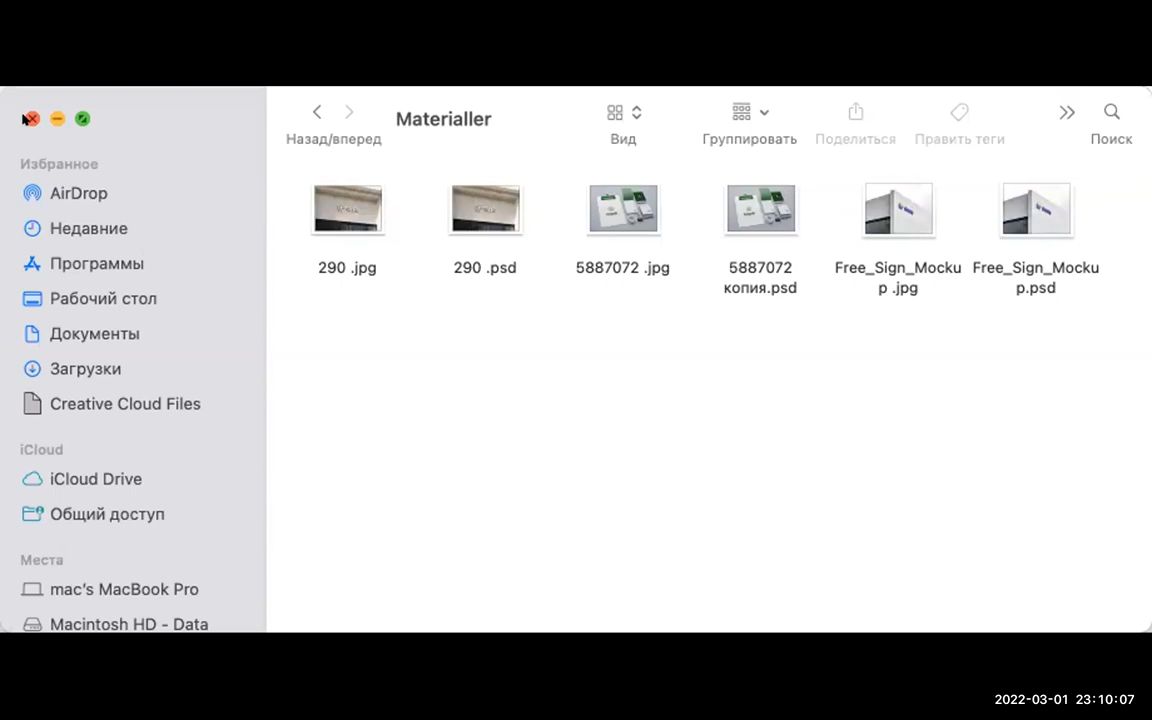 Materialler
Назад/вперед
Вид
Группировать
Поделиться
Править теги
Поиск
Избранное
AirDrop
Недавние
Программы
Рабочий стол
Документы
Загрузки
Creative Cloud Files
iCloud
iCloud Drive
Общий доступ
Места
mac's MacBook Pro
Macintosh HD - Data
290 .jpg
290 .psd
5887072 .jpg
5887072
копия.psd
Free_Sign_Mocku
p .jpg
Free_Sign_Mocku
p.psd
2022-03-01 23:10:07